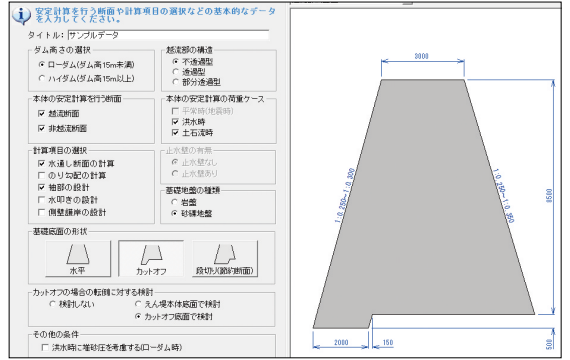 安定計算を行う断面や計算項目の選択などの基本的なデータ
を入力してください。
タイトル：サンプルデータ
ダム高さの選択
ローダム(ダム高15m未満)
ハイダム(ダム高15m以上)
越流部の構造
不透過型
透過型
部分透過型
本体の安定計算を行う断面
越流断面
非越流断面
本体の安定計算の荷重ケース
平常時(地震時)
洪水時
土石流時
計算項目の選択
水通し断面の計算
のり勾配の計算
袖部の設計
水叩きの設計
側壁護岸の設計
止水壁の有無
止水壁なし
止水壁あり
基礎地盤の種類
岩盤
砂礫地盤
基礎底面の形状
水平
カットオフ
段切り(節約断面)
カットオフの場合の転倒に対する検討
検討しない
えん堤本体底面で検討
カットオフ底面で検討
その他の条件
洪水時に堆砂圧を考慮する(ローダム時)
3000
1:0.250~1:0.300
1:0.250~1:0.350
8500
2000
150
500